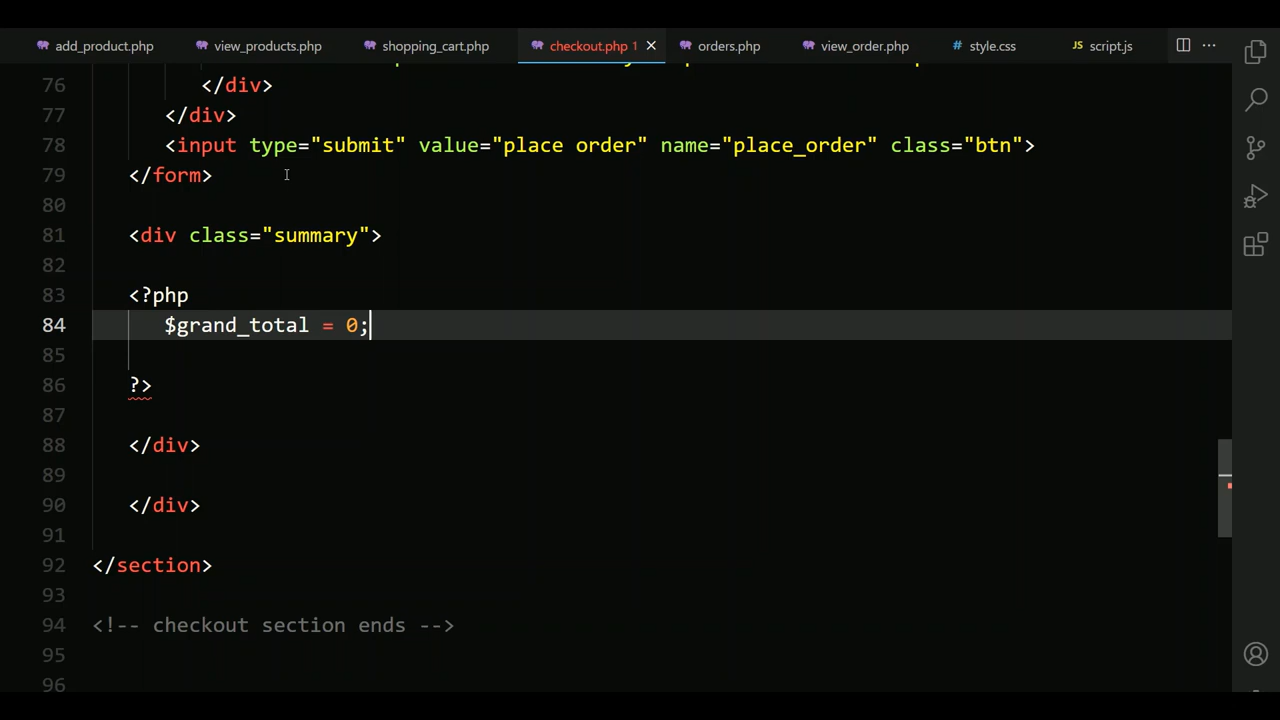 add_product.php view_products.php shopping_cart.php checkout.php 1 orders.php view_order.php # style.css JS script.js
76 </div>
77 </div>
78 <input type="submit" value="place order" name="place_order" class="btn">
79 </form>
80
81 <div class="summary">
82
83 <?php
84 $grand_total = 0;
85
86 ?>
87
88 </div>
89
90 </div>
91
92 </section>
93
94 <!-- checkout section ends -->
95
96